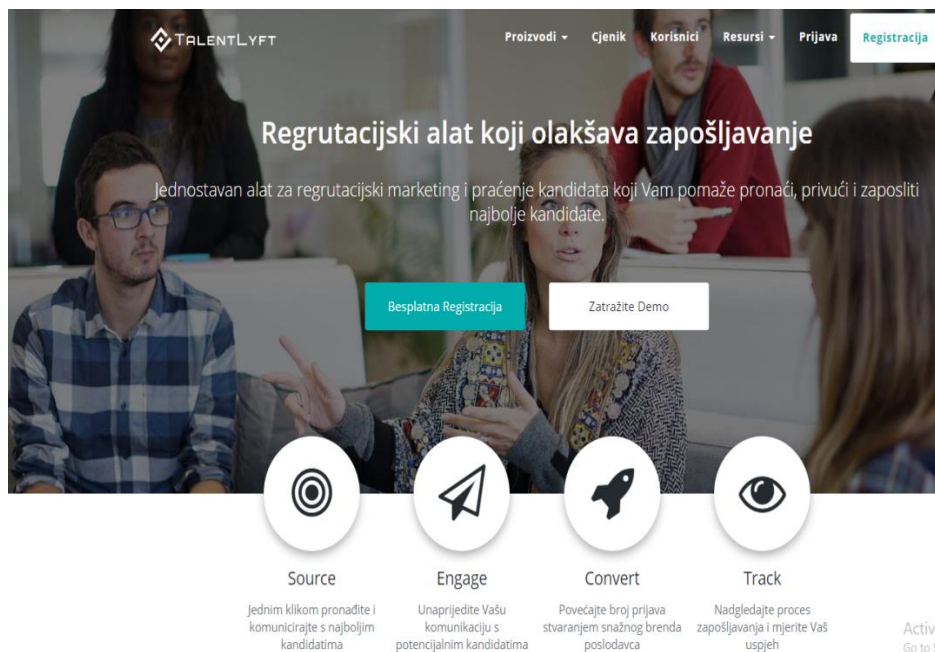 TALENTLYFT
Proizvodi Cjenik Korisnici Resursi Prijava Registracija
Regrutacijski alat koji olakšava zapošljavanje
Jednostavan alat za regrutacijski marketing i praćenje kandidata koji Vam pomaže pronaći, privući i zaposliti
najbolje kandidate.
Besplatna Registracija Zatražite Demo
Source
Jednim klikom pronađite i
komunicirajte s najboljim
kandidatima
Engage
Unaprijedite Vašu
komunikaciju s
potencijalnim kandidatima
Convert
Povećajte broj prijava
stvaranjem snažnog brenda
poslodavca
Track
Nadgledajte proces
zapošljavanja i mjerite Vaš
uspjeh
Activ
Go to S